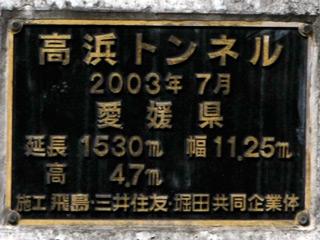 高浜トンネル
2003年7月
愛媛県
延長 1530m 幅 11.25m
高 4.7m
施工 飛島・三井住友・堀田共同企業体